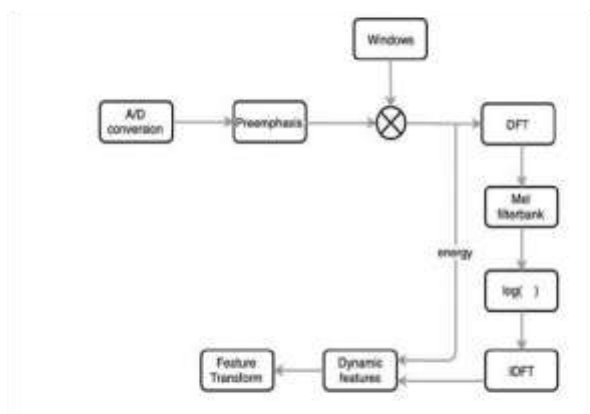 Windows
A/D
conversion
Preemphasis
DFT
Mel
filterbank
energy
log( )
IDFT
Dynamic
features
Feature
Transform